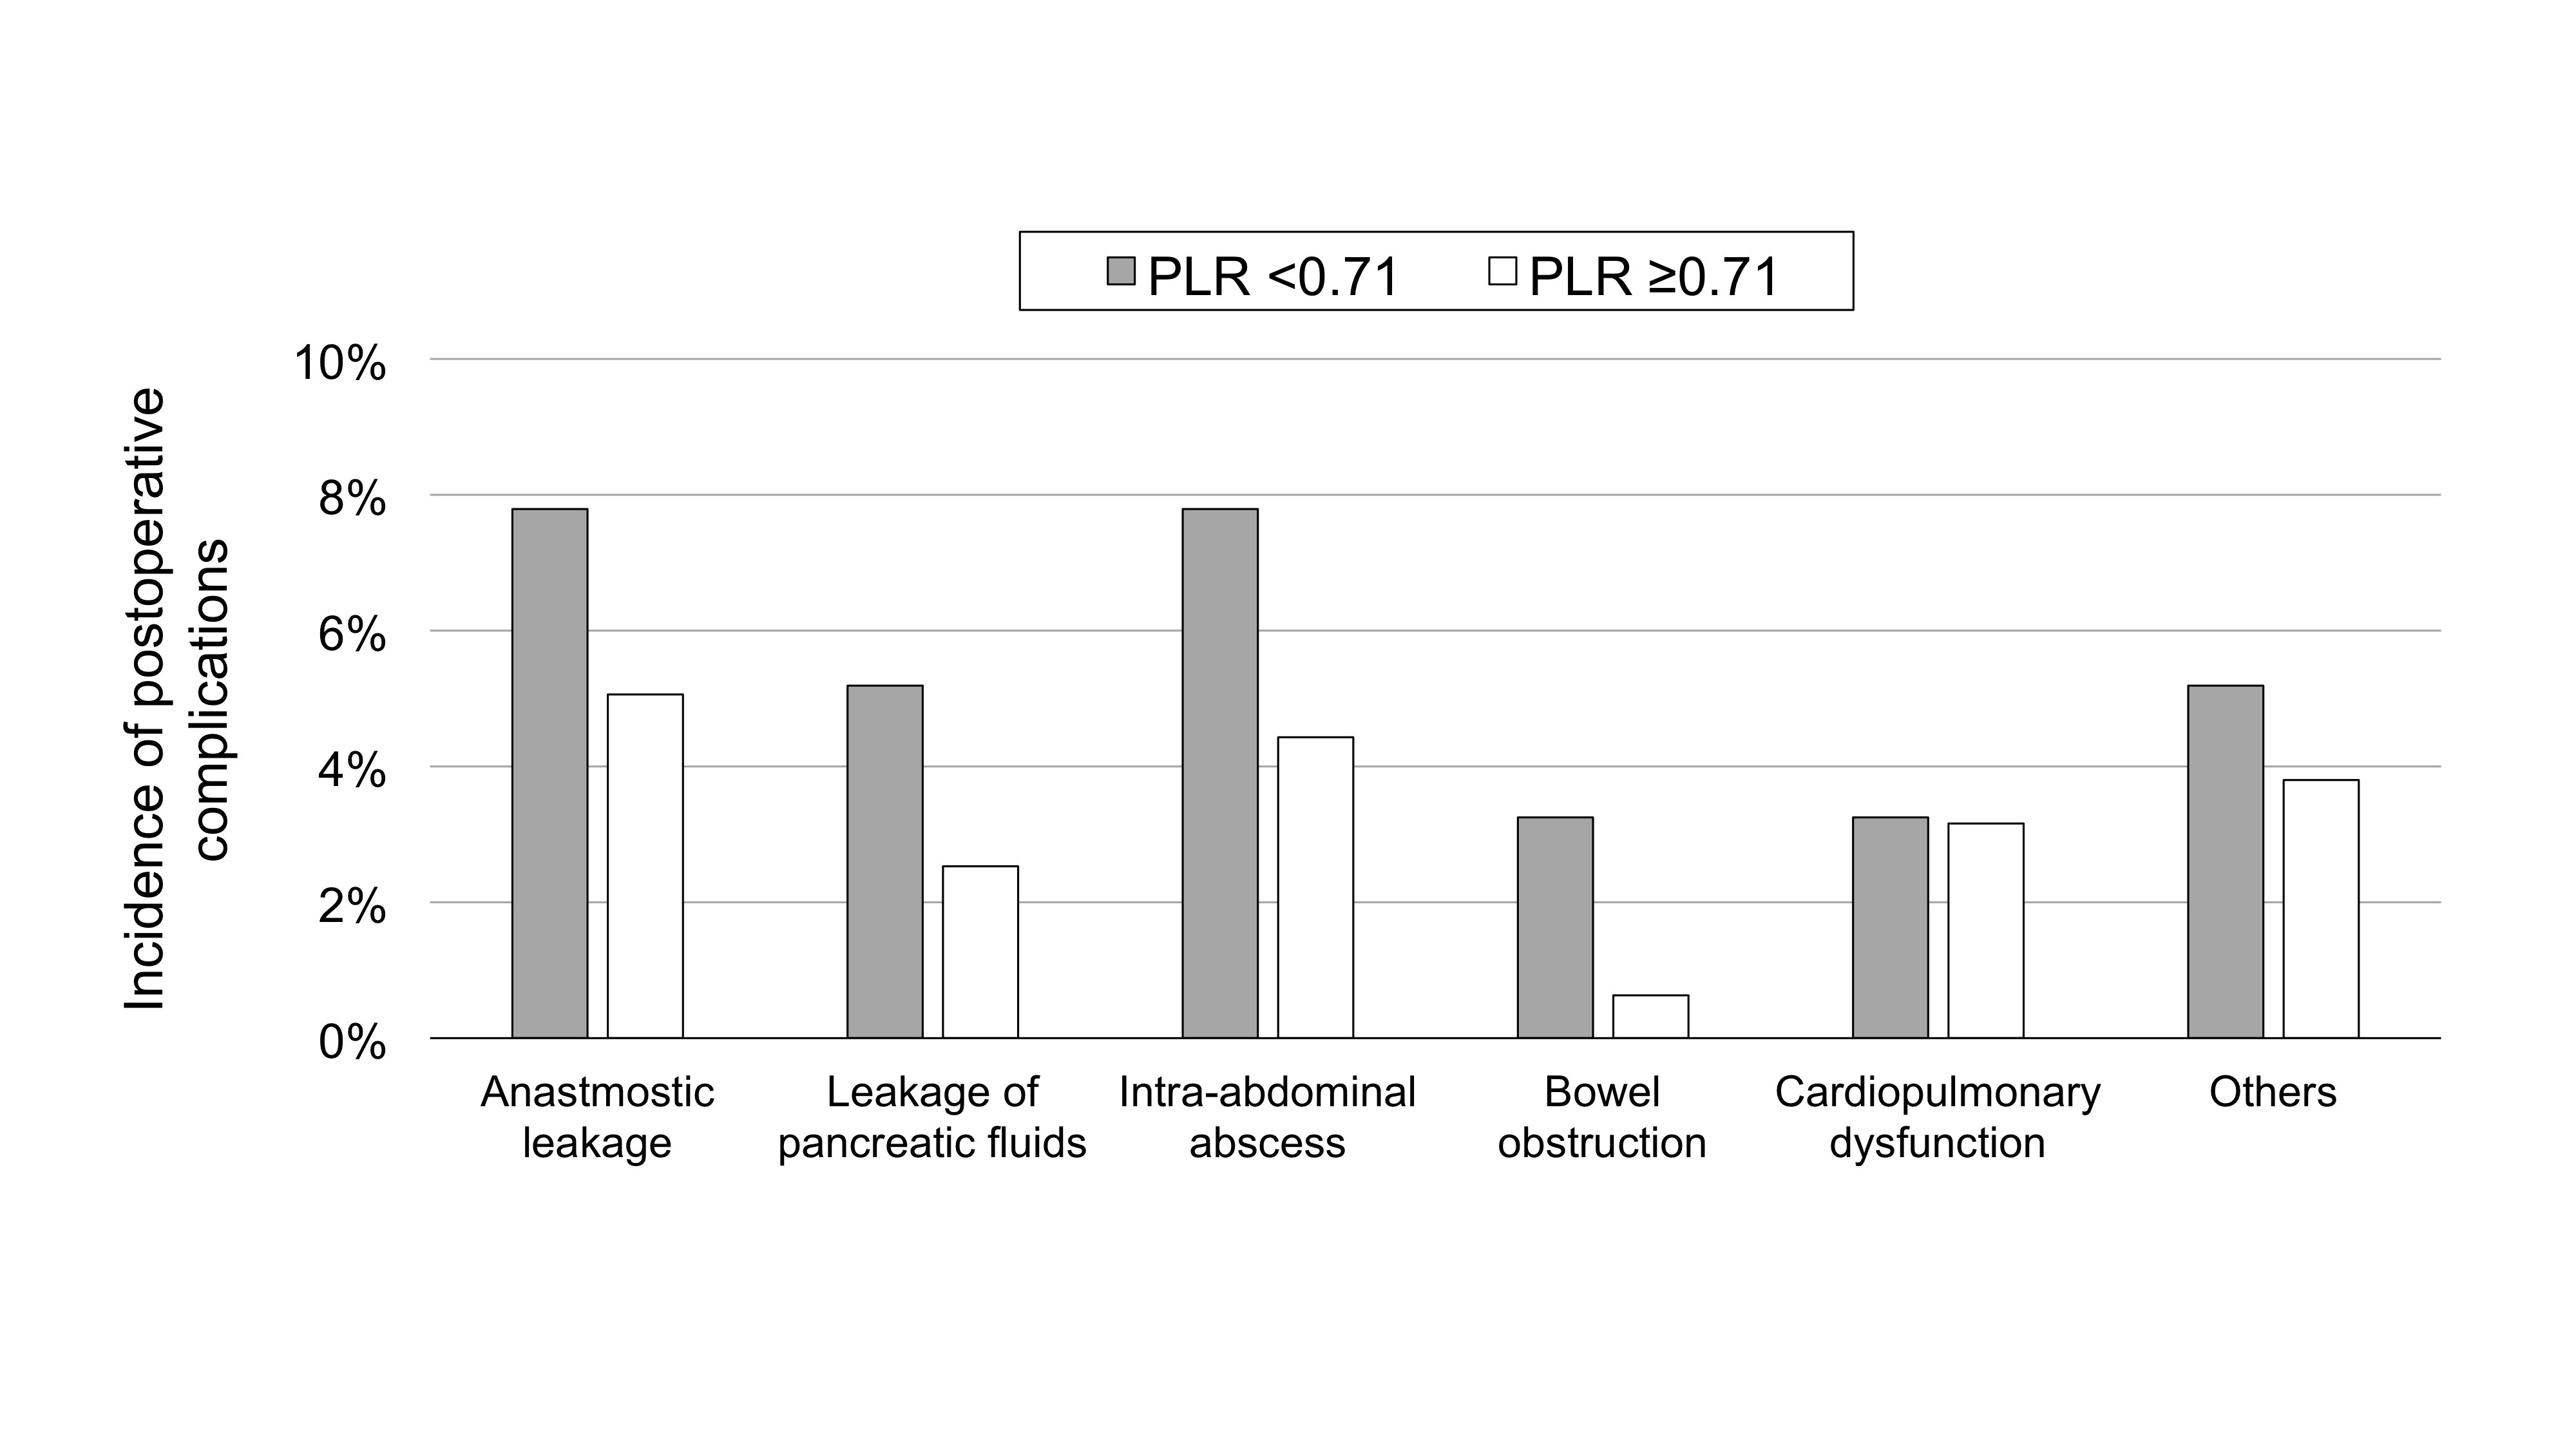 PLR <0.71
PLR ≥0.71
10%
8%
6%
4%
2%
0%
Incidence of postoperative
complications
Anastmostic
leakage
Leakage of
pancreatic fluids
Intra-abdominal
abscess
Bowel
obstruction
Cardiopulmonary
dysfunction
Others